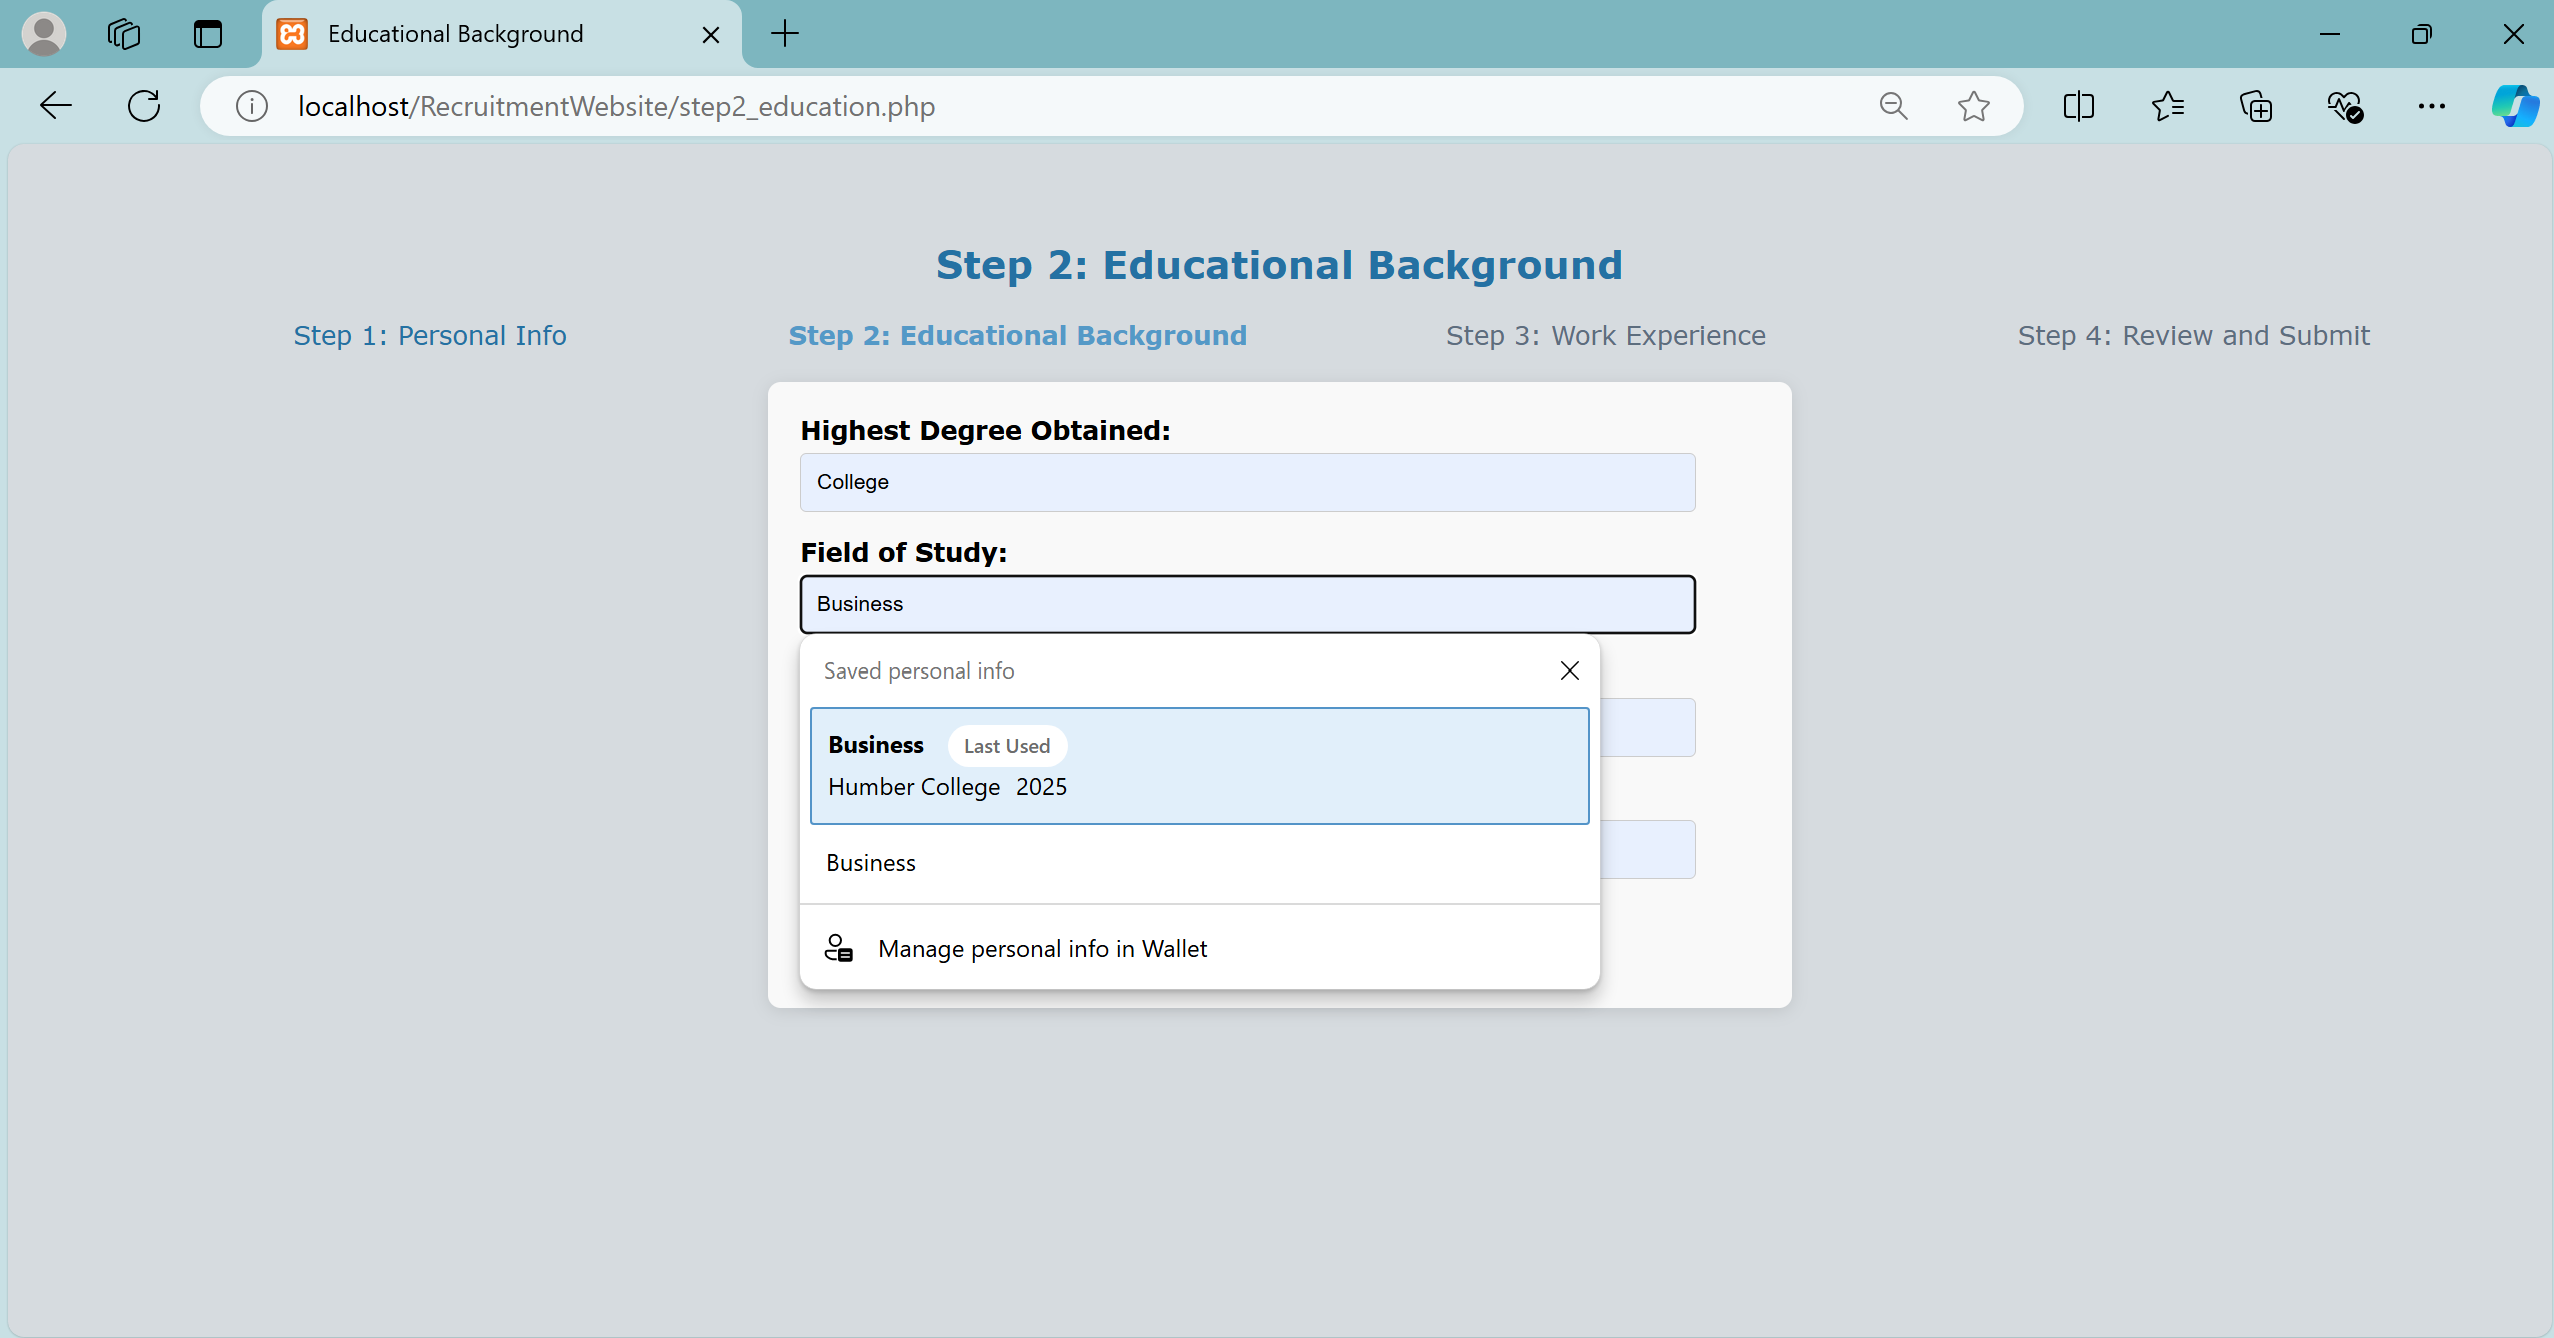 Educational Background
localhost/RecruitmentWebsite/step2_education.php
Step 2: Educational Background
Step 1: Personal Info
Step 2: Educational Background
Step 3: Work Experience
Step 4: Review and Submit
Highest Degree Obtained:
College
Field of Study:
Business
Saved personal info
Business Last Used
Humber College 2025
Business
Manage personal info in Wallet